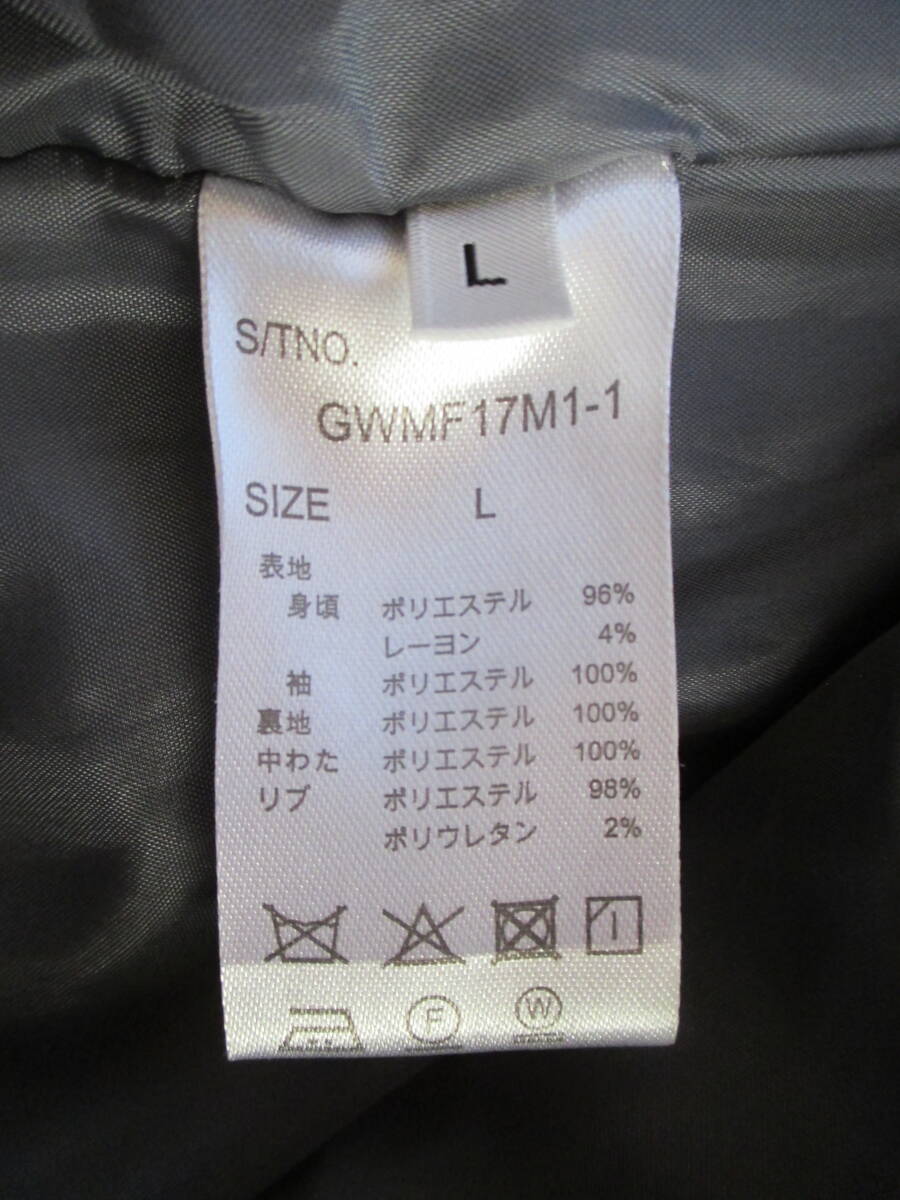 L
S/TNO.
GWMF17M1-1
SIZE L
表地
身頃 ポリエステル 96%
レーヨン 4%
袖 ポリエステル 100%
裏地 ポリエステル 100%
中わた ポリエステル 100%
リブ ポリエステル 98%
ポリウレタン 2%
F W